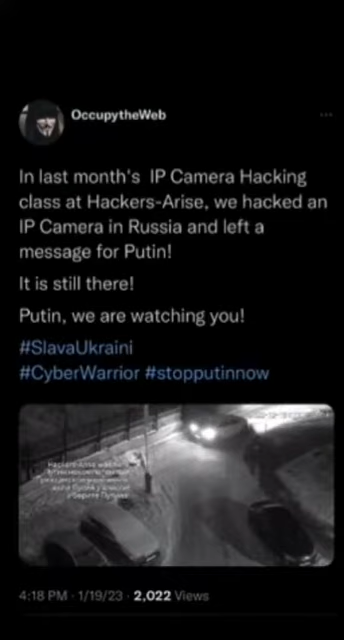 OccupytheWeb
In last month's IP Camera Hacking
class at Hackers-Arise, we hacked an
IP Camera in Russia and left a
message for Putin!
It is still there!
Putin, we are watching you!
#SlavaUkraini
#CyberWarrior #stopputinnow
Hackers-Arise
4:18 PM · 1/19/23 · 2,022 Views